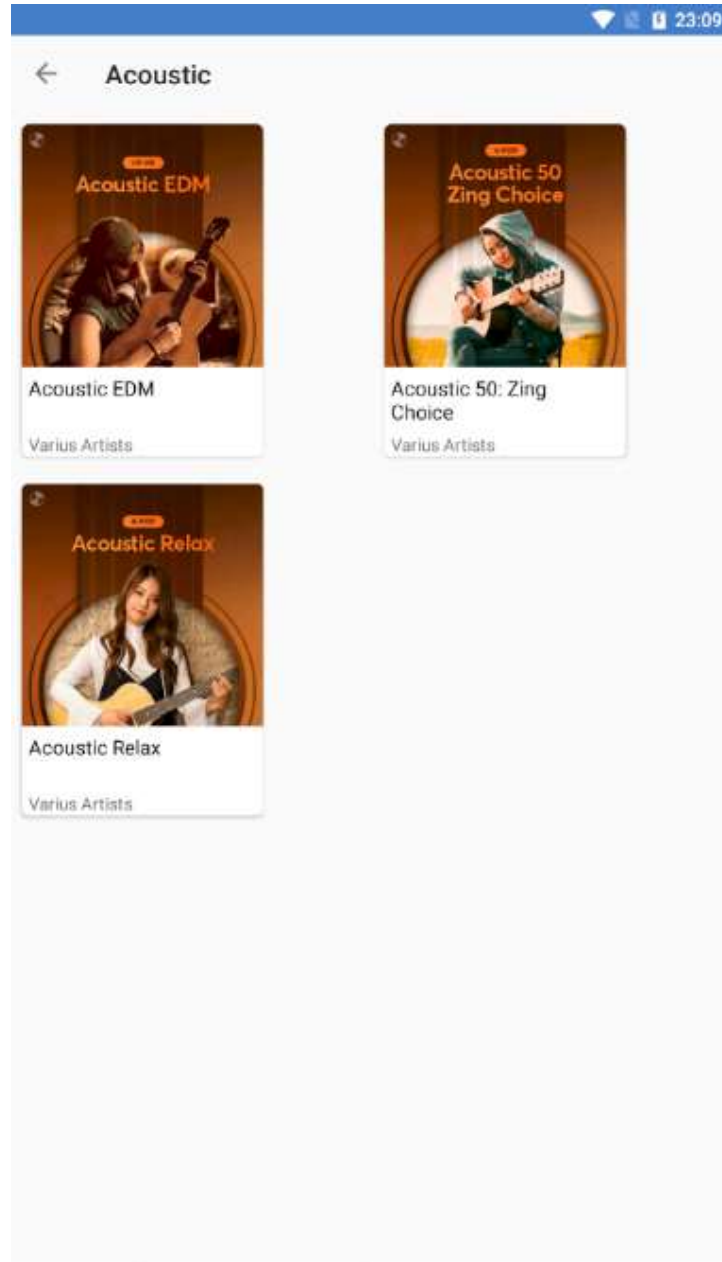 23:09
Acoustic
Acoustic EDM
Acoustic EDM
Varius Artists
Acoustic 50
Zing Choice
Acoustic 50: Zing
Choice
Varius Artists
Acoustic Relax
Acoustic Relax
Varius Artists